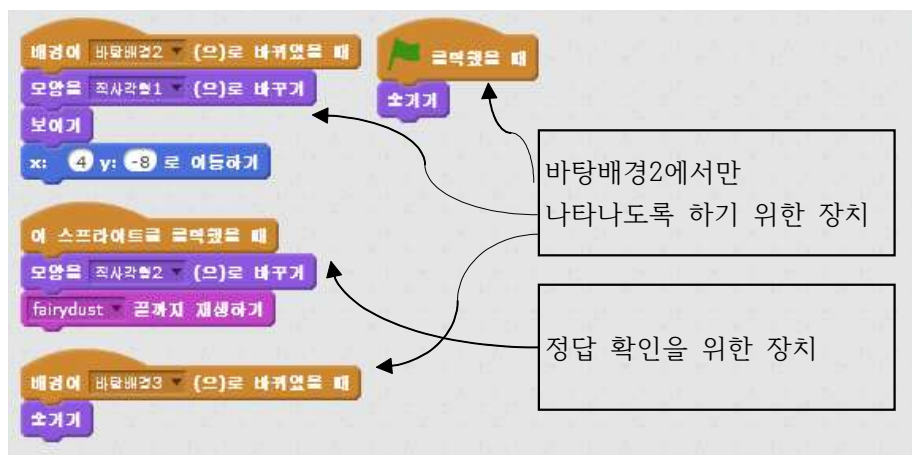 배경이 바탕배경2 (으)로 바뀌었을 때
모양을 직사각형1 (으)로 바꾸기
보이기
x: 4 y: -8 로 이동하기
클릭했을 때
숨기기
바탕배경2에서만
나타나도록 하기 위한 장치
이 스프라이트를 클릭했을 때
모양을 직사각형2 (으)로 바꾸기
fairydust 끝까지 재생하기
정답 확인을 위한 장치
배경이 바탕배경3 (으)로 바뀌었을 때
숨기기